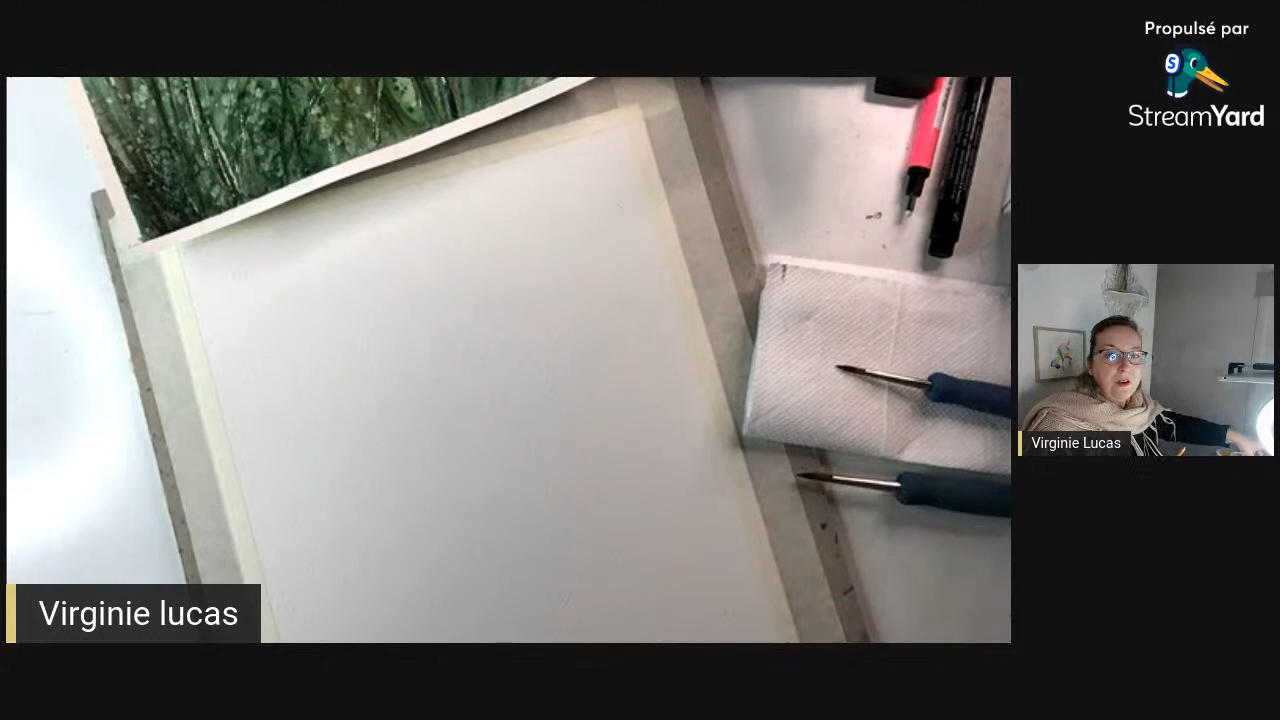 Propulsé par
S
StreamYard
Virginie Lucas
Virginie lucas